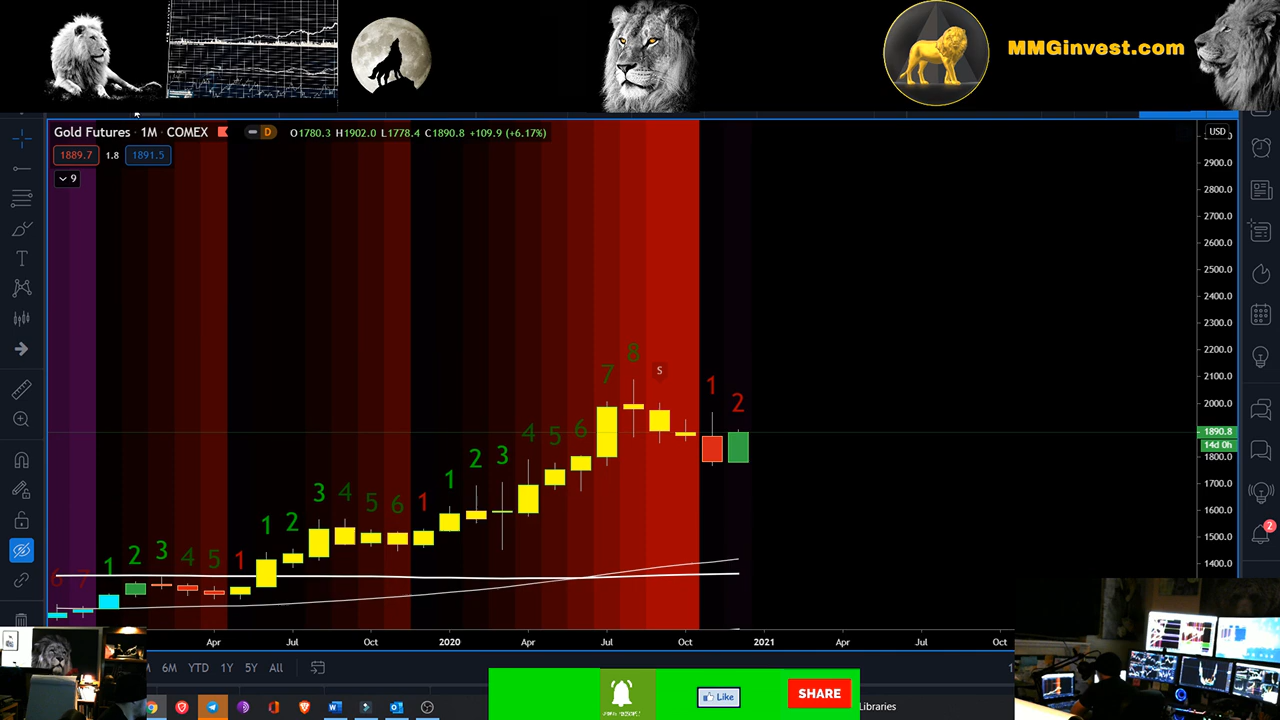 MMGinvest.com
Gold Futures · 1M · COMEX D O1780.3 H1902.0 L1778.4 C1890.8 +109.9 (+6.17%)
USD
1889.7 1.8 1891.5
9
2900.0
2800.0
2700.0
2600.0
2500.0
2400.0
2300.0
2200.0
2100.0
2000.0
1890.8
14d 0h
1800.0
1700.0
1600.0
1500.0
1400.0
6 7 1 2 3 4 5 1 1 2 3 4 5 6 1 1 2 3 4 5 6 7 8 S 1 2
Apr Jul Oct 2020 Apr Jul Oct 2021 Apr Jul Oct
6M YTD 1Y 5Y All
2
Like
SHARE
Libraries